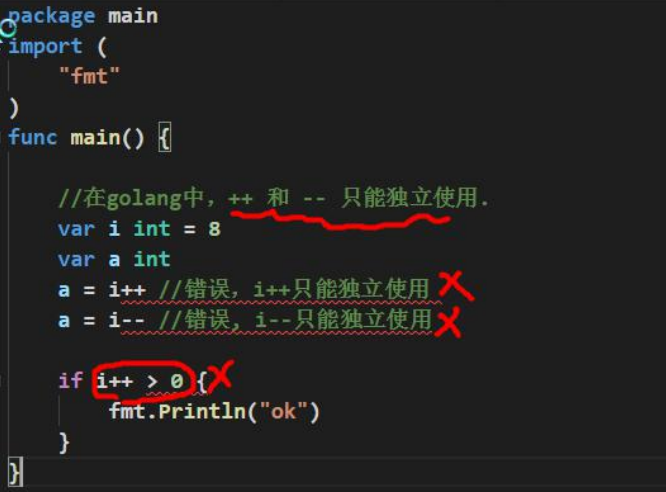 package main
import (
    "fmt"
)
func main() {
    //在golang中，++ 和 -- 只能独立使用.
    var i int = 8
    var a int
    a = i++ //错误，i++只能独立使用
    a = i-- //错误, i--只能独立使用
    if i++ > 0 {
        fmt.Println("ok")
    }
}